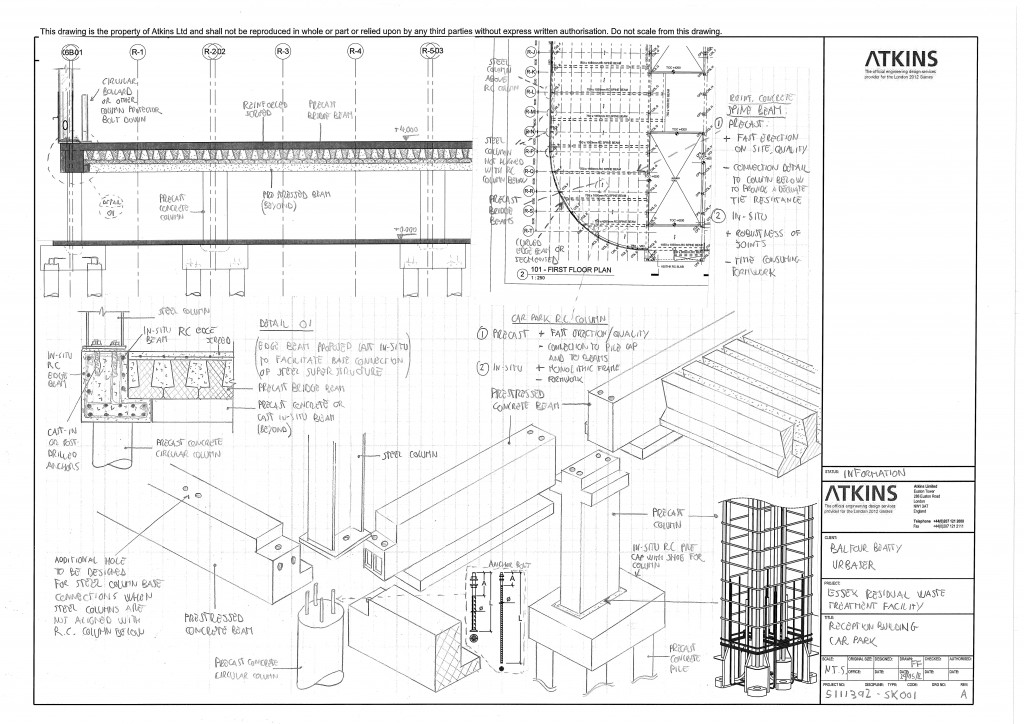 This drawing is the property of Atkins Ltd and shall not be reproduced in whole or part or relied upon by any third parties without express written authorisation. Do not scale from this drawing.
R-1
R-3
R-4
CIRCULAR,
BOLLARD
OR OTHER
COLUMN PROTECTOR
BOLT DOWN
REINFORCED
SCREED
PRECAST
BRIDGE BEAM
+4.000
DETAIL
01
PRECAST
CONCRETE
COLUMN
PRESTRESSED BEAM
(BEYOND)
±0.000
STEEL
COLUMN
ABOVE
RC COLUMN
STEEL
COLUMN
NOT ALIGNED
WITH RC
COLUMN BELOW
PRECAST
BRIDGE
BEAMS
CURVED
EDGE BEAM OR
SEGMENTED
R-J
R-K
R-L
R-M
R-N
R-P
R-Q
R-R
R-S
R-T
2 101 - FIRST FLOOR PLAN
1 : 250
REINF. CONCRETE
SPINE BEAM
1 PRECAST:
+ FAST ERECTION
ON SITE, QUALITY
- CONNECTION DETAIL
TO COLUMN BELOW
TO PROVIDE ADEQUATE
TIE RESISTANCE
2 IN-SITU
+ ROBUSTNESS OF
JOINTS
- TIME CONSUMING
FORMWORK
STEEL COLUMN
IN-SITU RC EDGE
BEAM
SCREED
IN-SITU
RC
EDGE
BEAM
CAST-IN
OR POST-
DRILLED
ANCHORS
DETAIL 01
(EDGE BEAM PROPOSED CAST IN-SITU
TO FACILITATE BASE CONNECTION
OF STEEL SUPERSTRUCTURE)
PRECAST BRIDGE BEAM
PRECAST CONCRETE OR
CAST IN-SITU BEAM
(BEYOND)
PRECAST CONCRETE
CIRCULAR COLUMN
CAR PARK R.C. COLUMN
1 PRECAST + FAST ERECTION/QUALITY
- CONNECTION TO PILE CAP
AND TO BEAMS
2 IN-SITU + MONOLITHIC FRAME
- FORMWORK
PRESTRESSED
CONCRETE BEAM
STEEL COLUMN
ADDITIONAL HOLE
TO BE DESIGNED
FOR STEEL COLUMN BASE
CONNECTIONS WHEN
STEEL COLUMNS ARE
NOT ALIGNED WITH
R.C. COLUMN BELOW
PRESTRESSED
CONCRETE BEAM
PRECAST CONCRETE
CIRCULAR COLUMN
ANCHOR BOLT
A
A
Ø
Ø
L
PRECAST
COLUMN
IN-SITU R.C. PILE
CAP WITH SHOE FOR
COLUMN
PRECAST
CONCRETE
PILE
ATKINS
The official engineering design services
provider for the London 2012 Games
STATUS: INFORMATION
ATKINS
The official engineering design services
provider for the London 2012 Games
Atkins Limited
Euston Tower
286 Euston Road
London
NW1 3AT
England
Telephone +44(0)207 121 2000
Fax +44(0)207 121 2111
CLIENT:
BALFOUR BEATTY
URBASER
PROJECT:
ESSEX RESIDUAL WASTE
TREATMENT FACILITY
TITLE:
RECEPTION BUILDING
CAR PARK
SCALE: ORIGINAL SIZE: DESIGNED: DRAWN: CHECKED: AUTHORISED:
N.T.S. FF
OFFICE: DATE: DATE: DATE: DATE:
PROJECT NO: DISCIPLINE: TYPE: CODE: DRG NO: REV:
5111392 - SK001 A